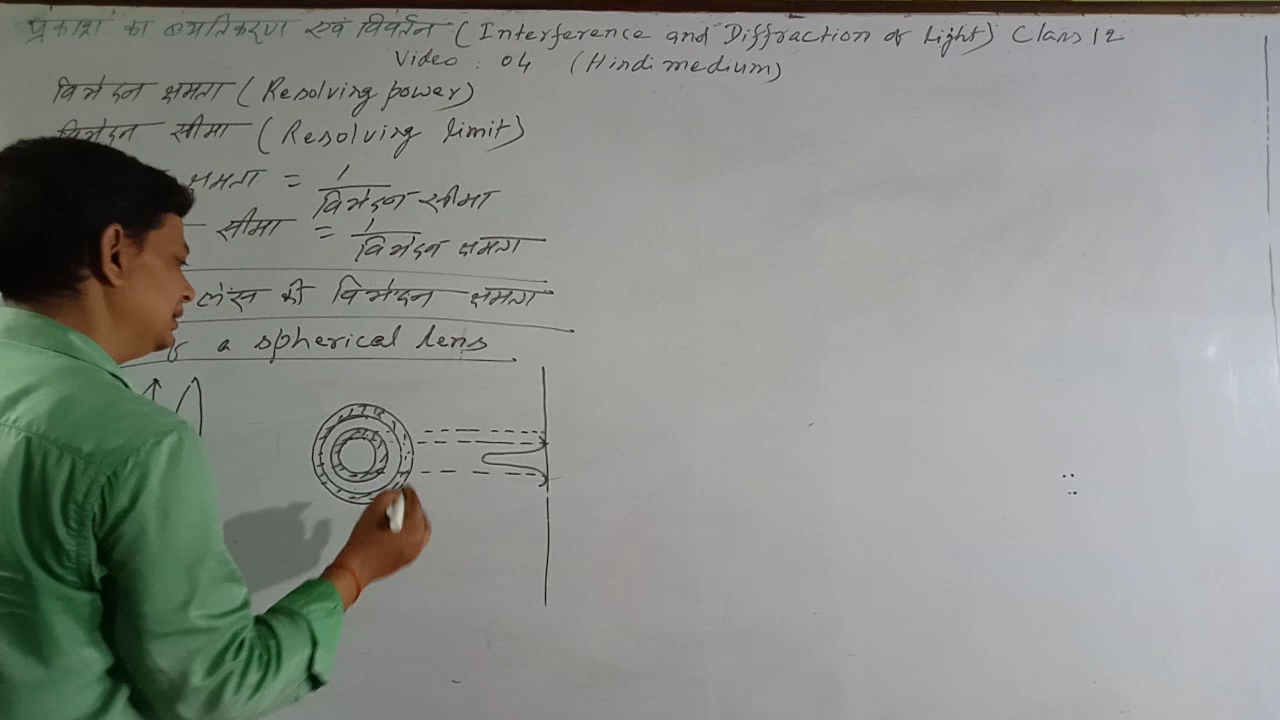 प्रकाश का व्यतिकरण एवं विवर्तन (Interference and Diffraction of Light) Class 12
Video : 04 (Hindi medium)
विभेदन क्षमता (Resolving power)
विभेदन सीमा (Resolving limit)
क्षमता = 1 / विभेदन सीमा
सीमा = 1 / विभेदन क्षमता
लेंस की विभेदन क्षमता
a spherical lens